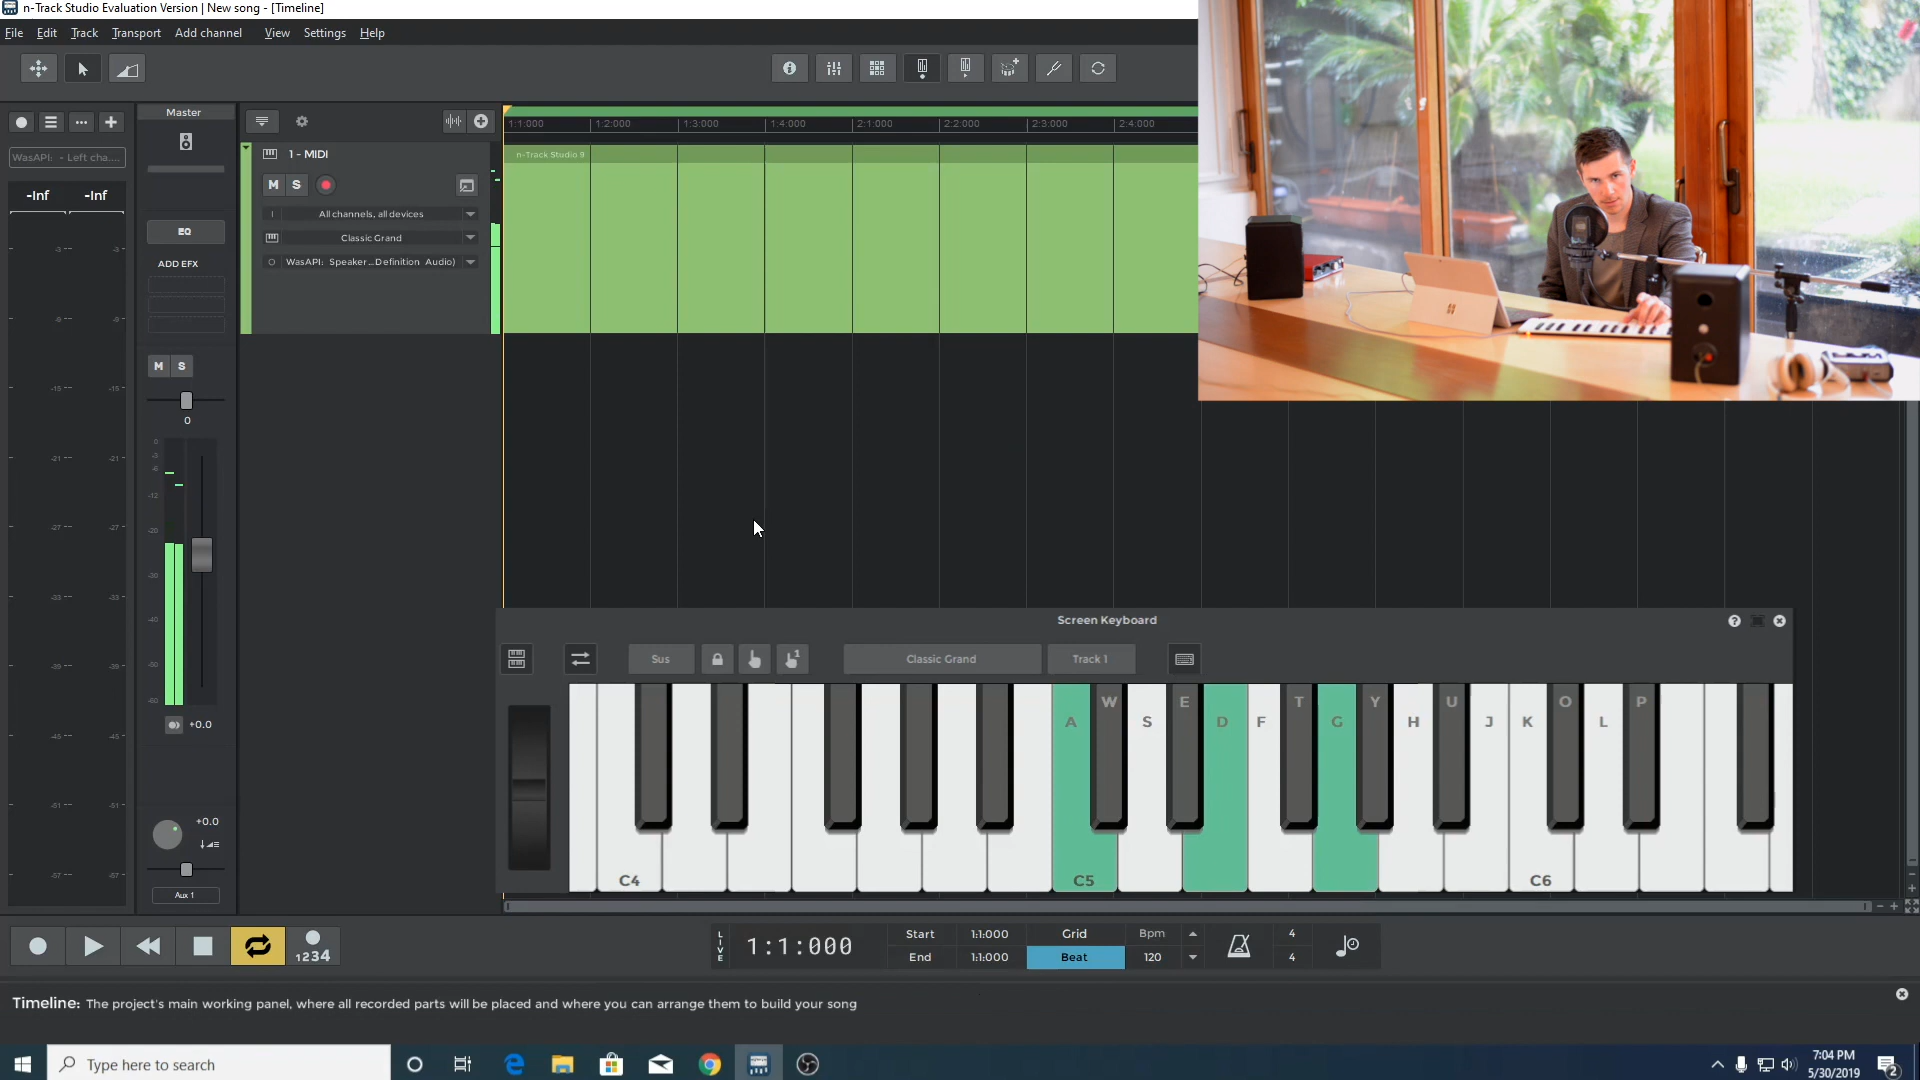 n-Track Studio Evaluation Version | New song - [Timeline]
File Edit Track Transport Add channel View Settings Help
Master
1:1:000 1:2:000 1:3:000 1:4:000 2:1:000 2:2:000 2:3:000 2:4:000
WasAPI: - Left cha....
1 - MIDI
n-Track Studio 9
M S
-Inf -Inf
All channels, all devices
EQ
Classic Grand
ADD EFX
WasAPI: Speaker...Definition Audio)
M S
0
+0.0
+0.0
Aux 1
Screen Keyboard
Sus
1
Classic Grand
Track 1
W E T Y U O P
A S D F G H J K L
C4 C5 C6
1234
LIVE
1:1:000
Start 1:1:000
End 1:1:000
Grid
Beat
Bpm
120
4
4
Timeline: The project's main working panel, where all recorded parts will be placed and where you can arrange them to build your song
Type here to search
7:04 PM
5/30/2019
2